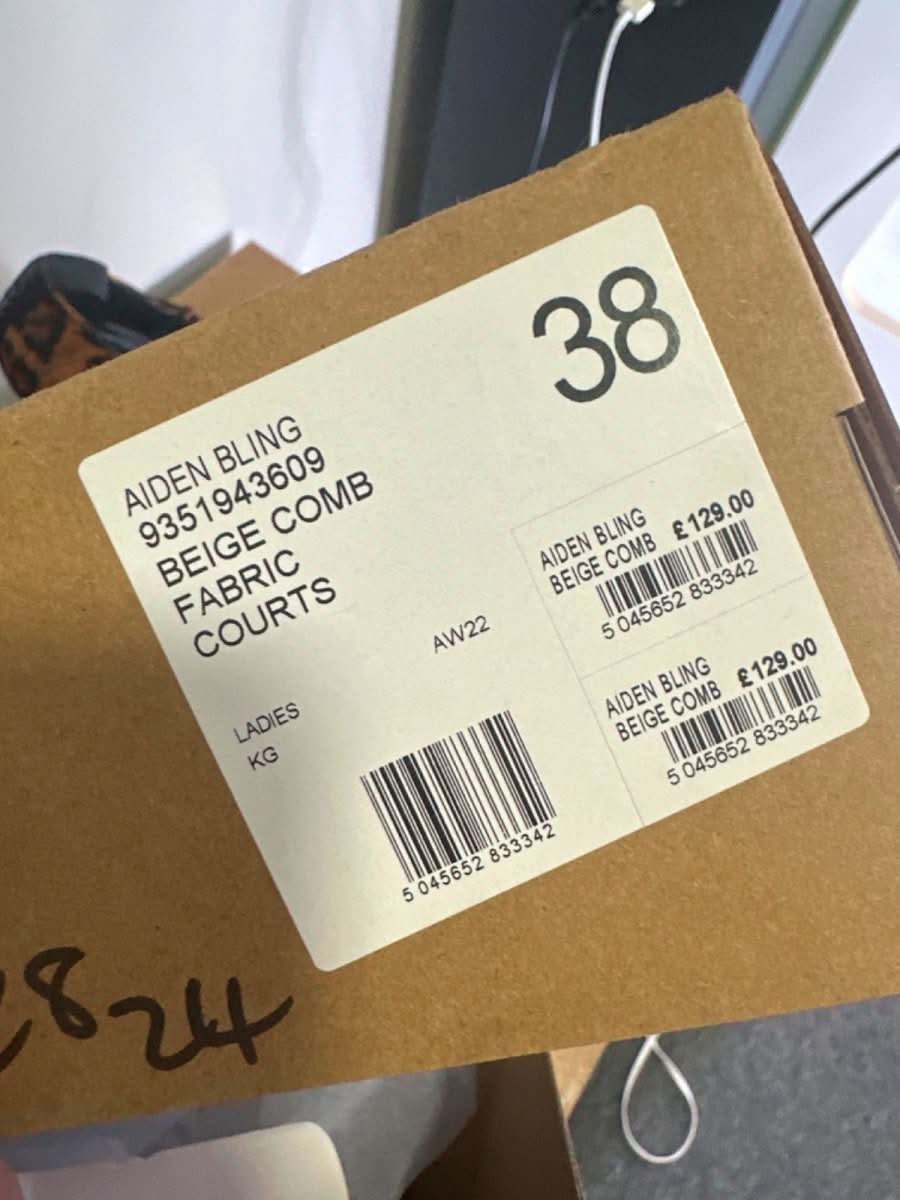 38
AIDEN BLING
9351943609
BEIGE COMB
FABRIC
COURTS
AW22
LADIES
KG
5 045652 833342
AIDEN BLING
BEIGE COMB £129.00
5 045652 833342
AIDEN BLING
BEIGE COMB £129.00
5 045652 833342
824